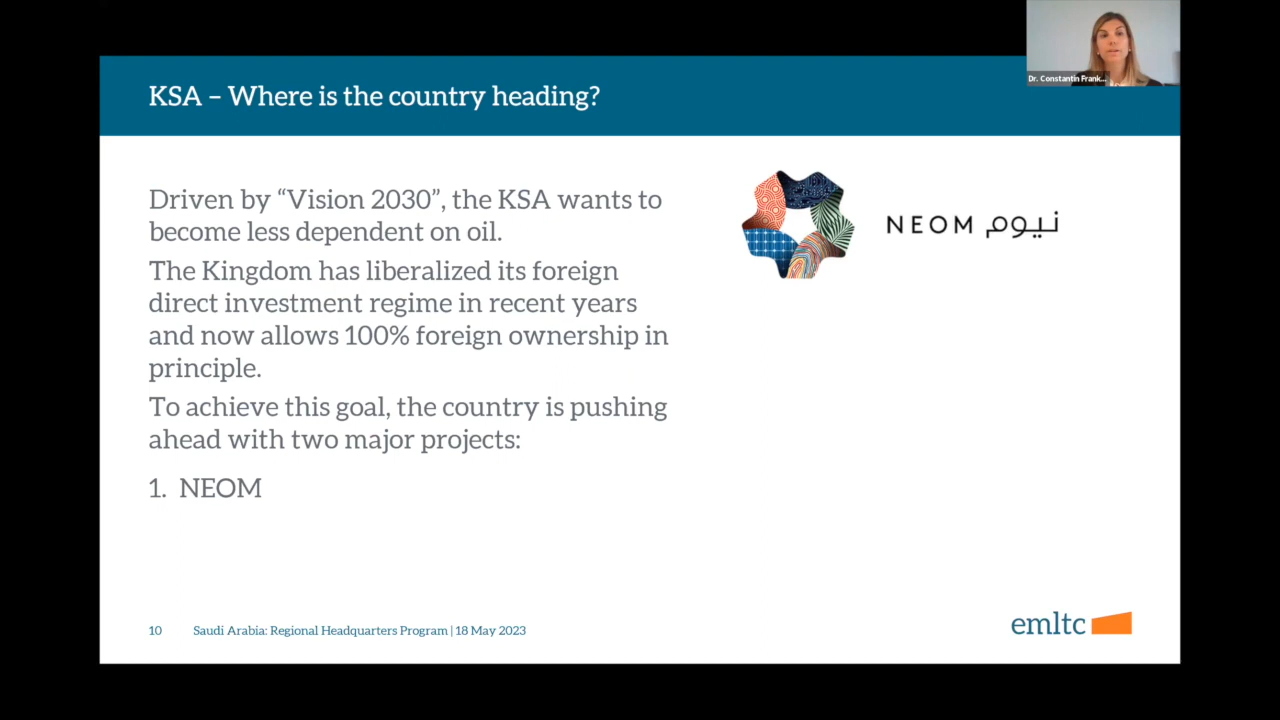 KSA – Where is the country heading?
Dr. Constantin Frank...
Driven by “Vision 2030”, the KSA wants to
become less dependent on oil.
The Kingdom has liberalized its foreign
direct investment regime in recent years
and now allows 100% foreign ownership in
principle.
To achieve this goal, the country is pushing
ahead with two major projects:
1. NEOM
NEOM نيوم
10 Saudi Arabia: Regional Headquarters Program | 18 May 2023
emltc